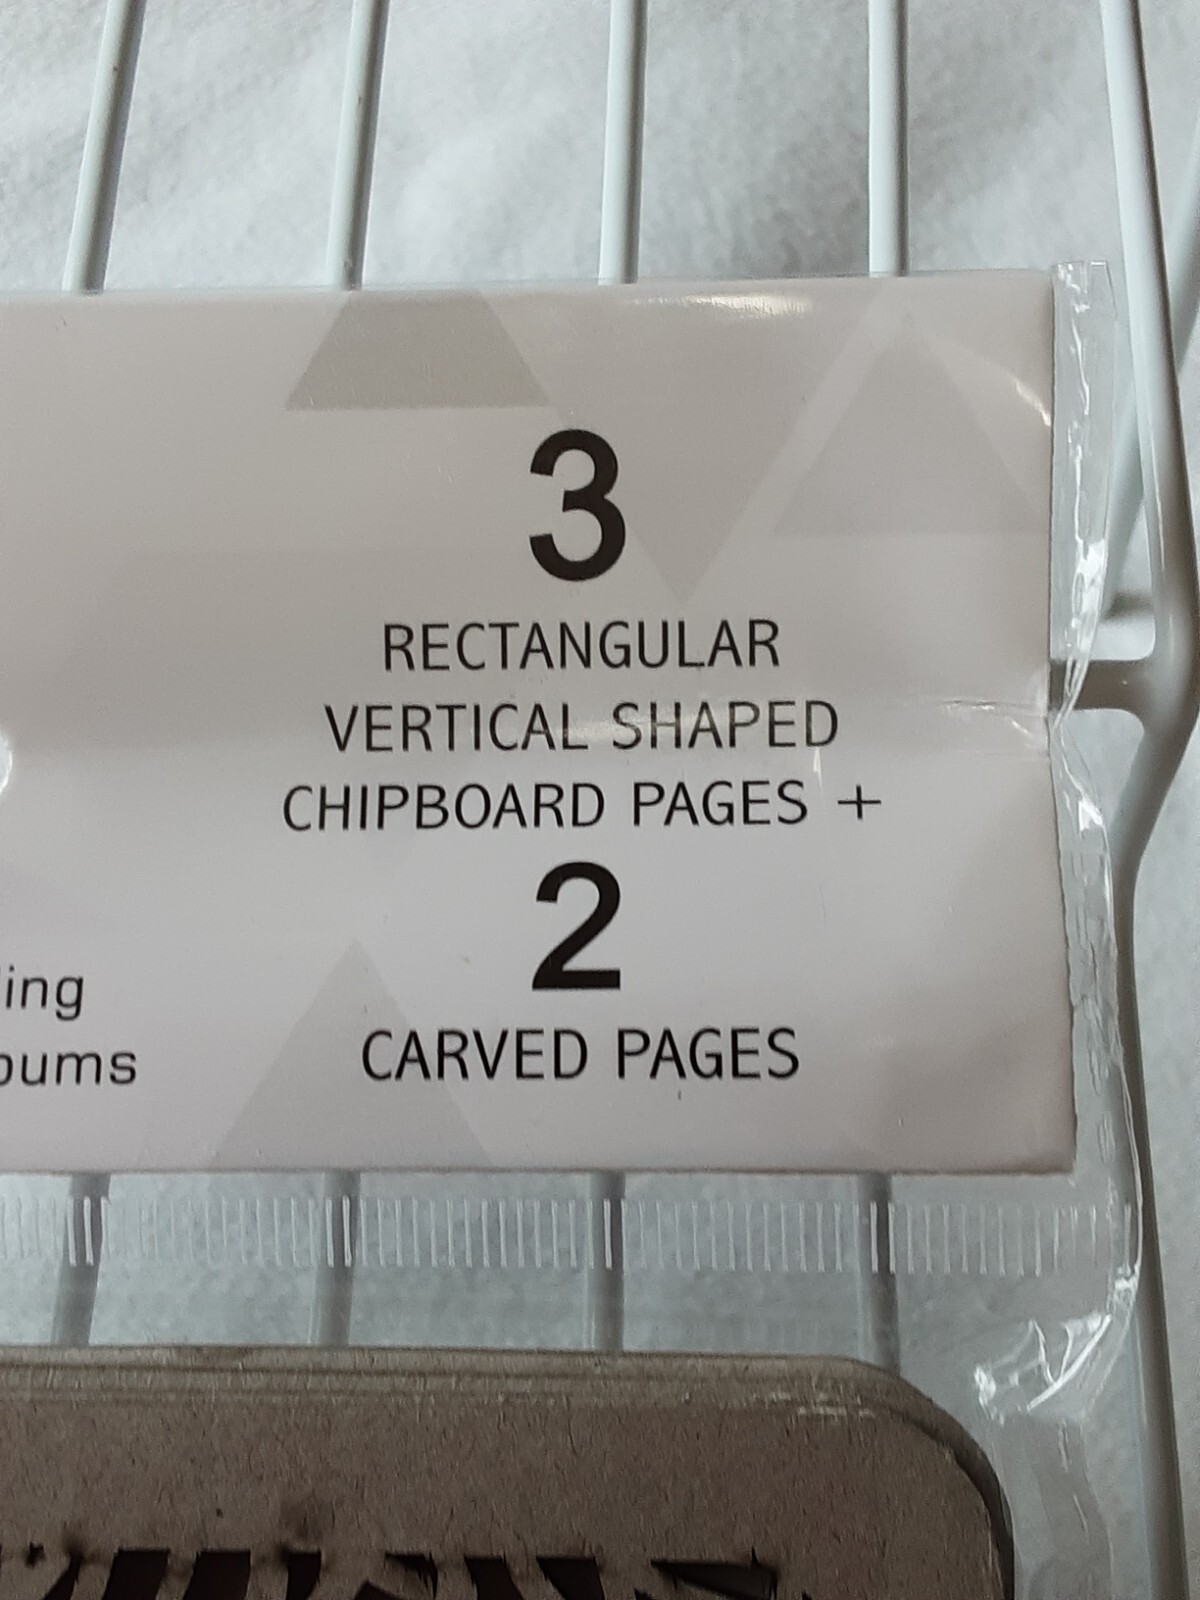 3
RECTANGULAR
VERTICAL SHAPED
CHIPBOARD PAGES +
2
CARVED PAGES